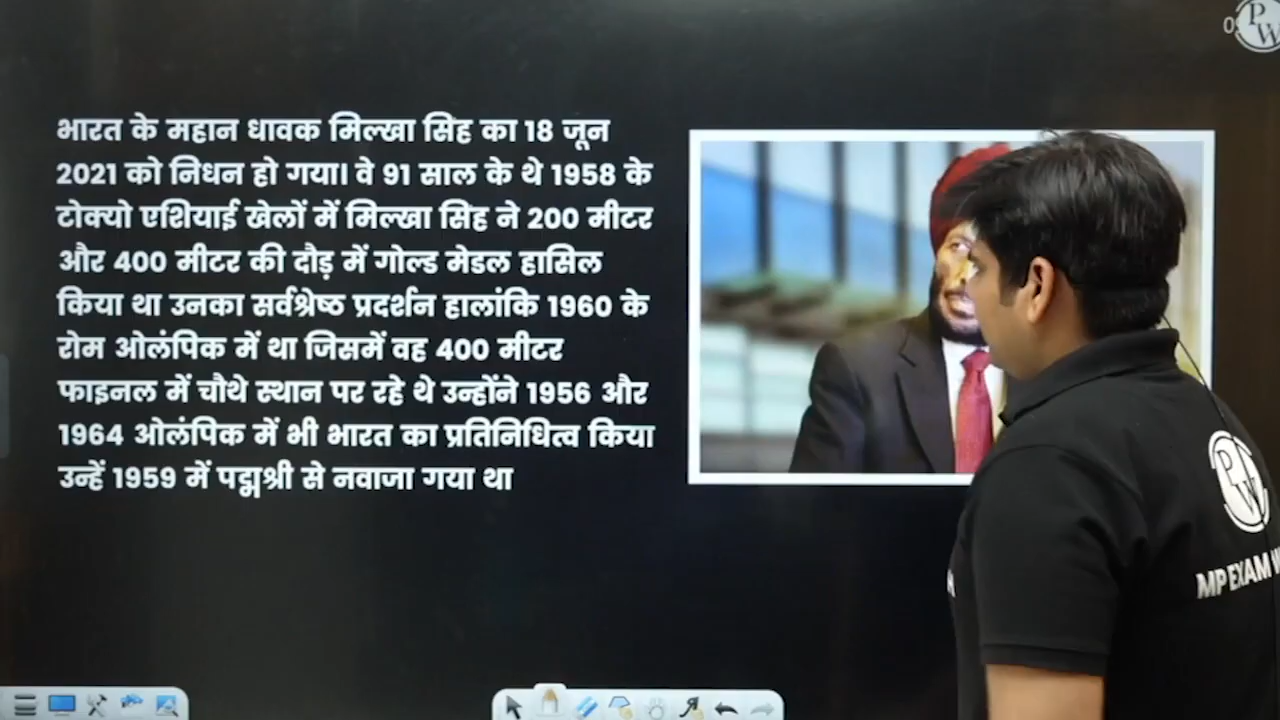 भारत के महान धावक मिल्खा सिंह का 18 जून
2021 को निधन हो गया। वे 91 साल के थे 1958 के
टोक्यो एशियाई खेलों में मिल्खा सिंह ने 200 मीटर
और 400 मीटर की दौड़ में गोल्ड मेडल हासिल
किया था उनका सर्वश्रेष्ठ प्रदर्शन हालांकि 1960 के
रोम ओलंपिक में था जिसमें वह 400 मीटर
फाइनल में चौथे स्थान पर रहे थे उन्होंने 1956 और
1964 ओलंपिक में भी भारत का प्रतिनिधित्व किया
उन्हें 1959 में पद्मश्री से नवाजा गया था
PW
PW
MP EXAM